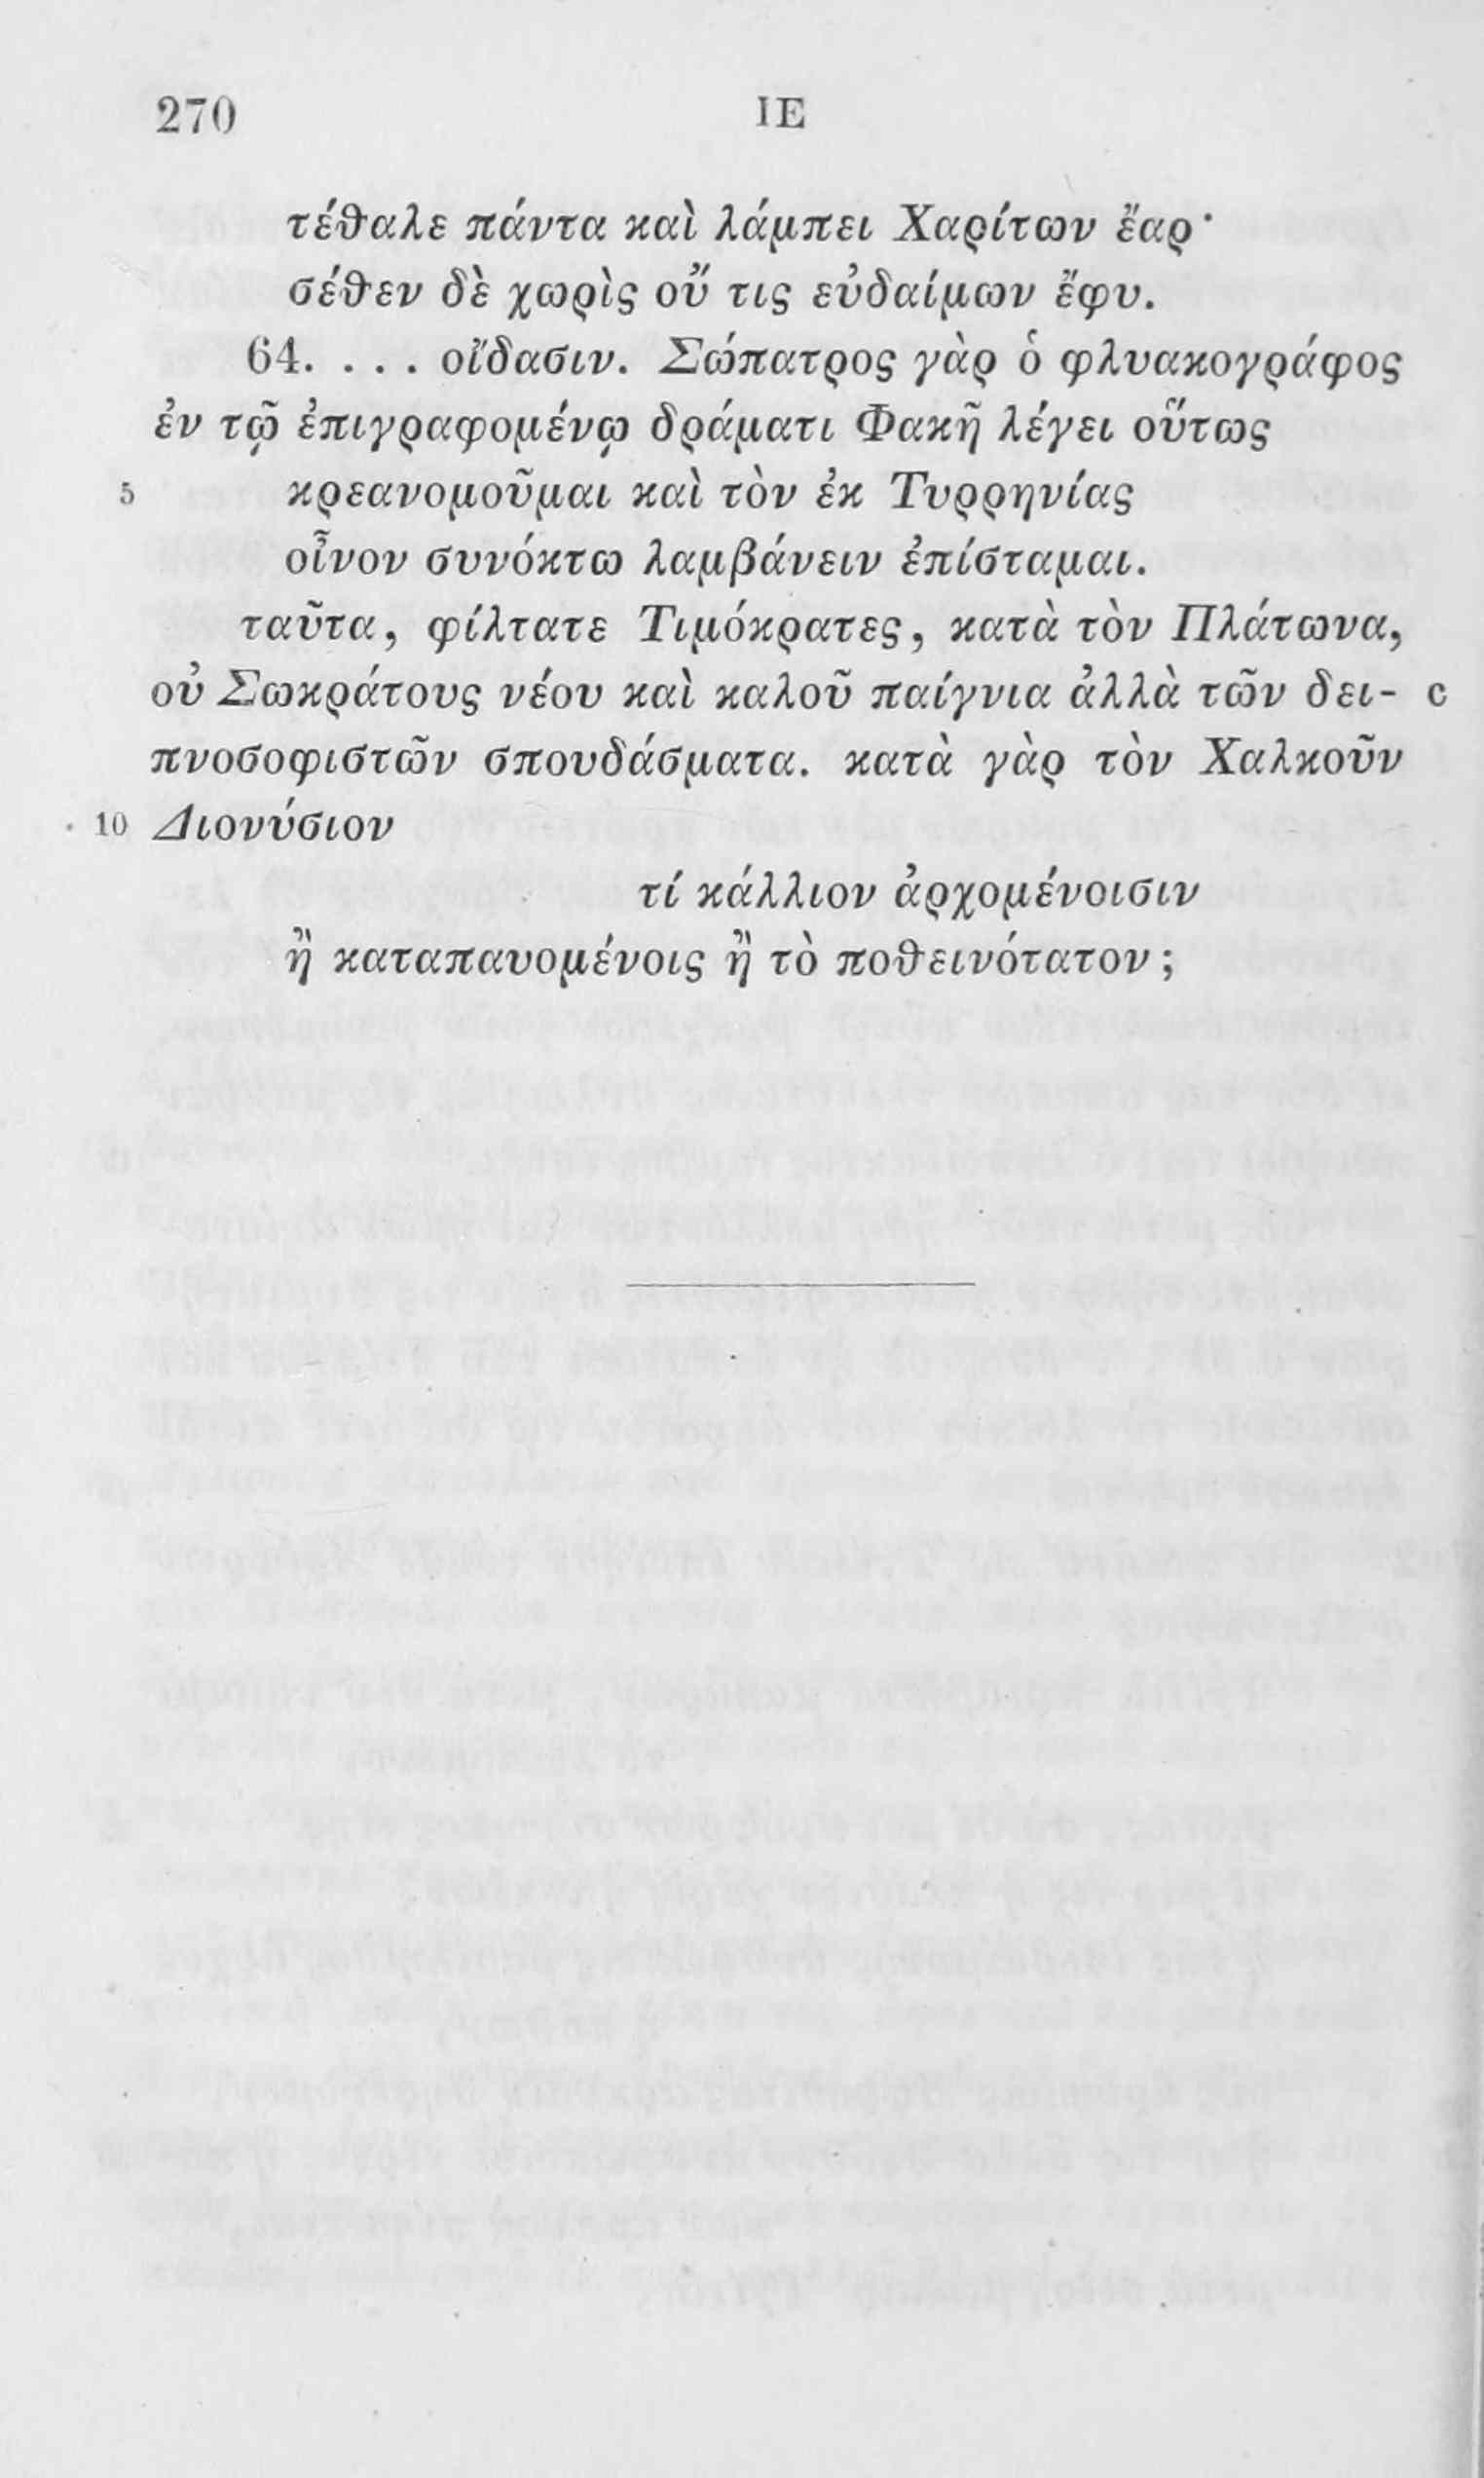 270 ΙΕ
τέϑαλε πάντα καὶ λάμπει Χαρίτων ἔαρ·
σέϑεν δὲ χωρὶς οὔ τις εὐδαίμων ἔφυ.
64. . . . οἴδασιν. Σώπατρος γὰρ ὁ φλυακογράφος
ἐν τῷ ἐπιγραφομένῳ δράματι Φακῆ λέγει οὕτως
5 κρεανομοῦμαι καὶ τὸν ἐκ Τυρρηνίας
οἶνον συνόκτω λαμβάνειν ἐπίσταμαι.
ταῦτα, φίλτατε Τιμόκρατες, κατὰ τὸν Πλάτωνα,
οὐ Σωκράτους νέου καὶ καλοῦ παίγνια ἀλλὰ τῶν δει- c
πνοσοφιστῶν σπουδάσματα. κατὰ γὰρ τὸν Χαλκοῦν
10 Διονύσιον
τί κάλλιον ἀρχομένοισιν
ἢ καταπαυομένοις ἢ τὸ ποϑεινότατον;